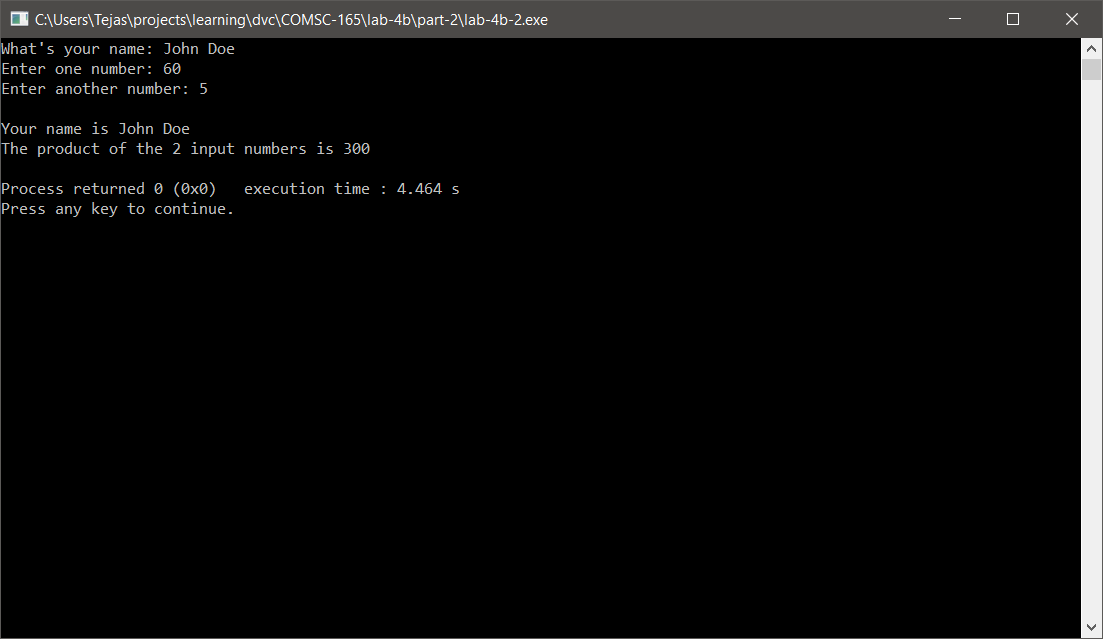 C:\Users\Tejas\projects\learning\dvc\COMSC-165\lab-4b\part-2\lab-4b-2.exe
What's your name: John Doe
Enter one number: 60
Enter another number: 5
Your name is John Doe
The product of the 2 input numbers is 300
Process returned 0 (0x0)   execution time : 4.464 s
Press any key to continue.